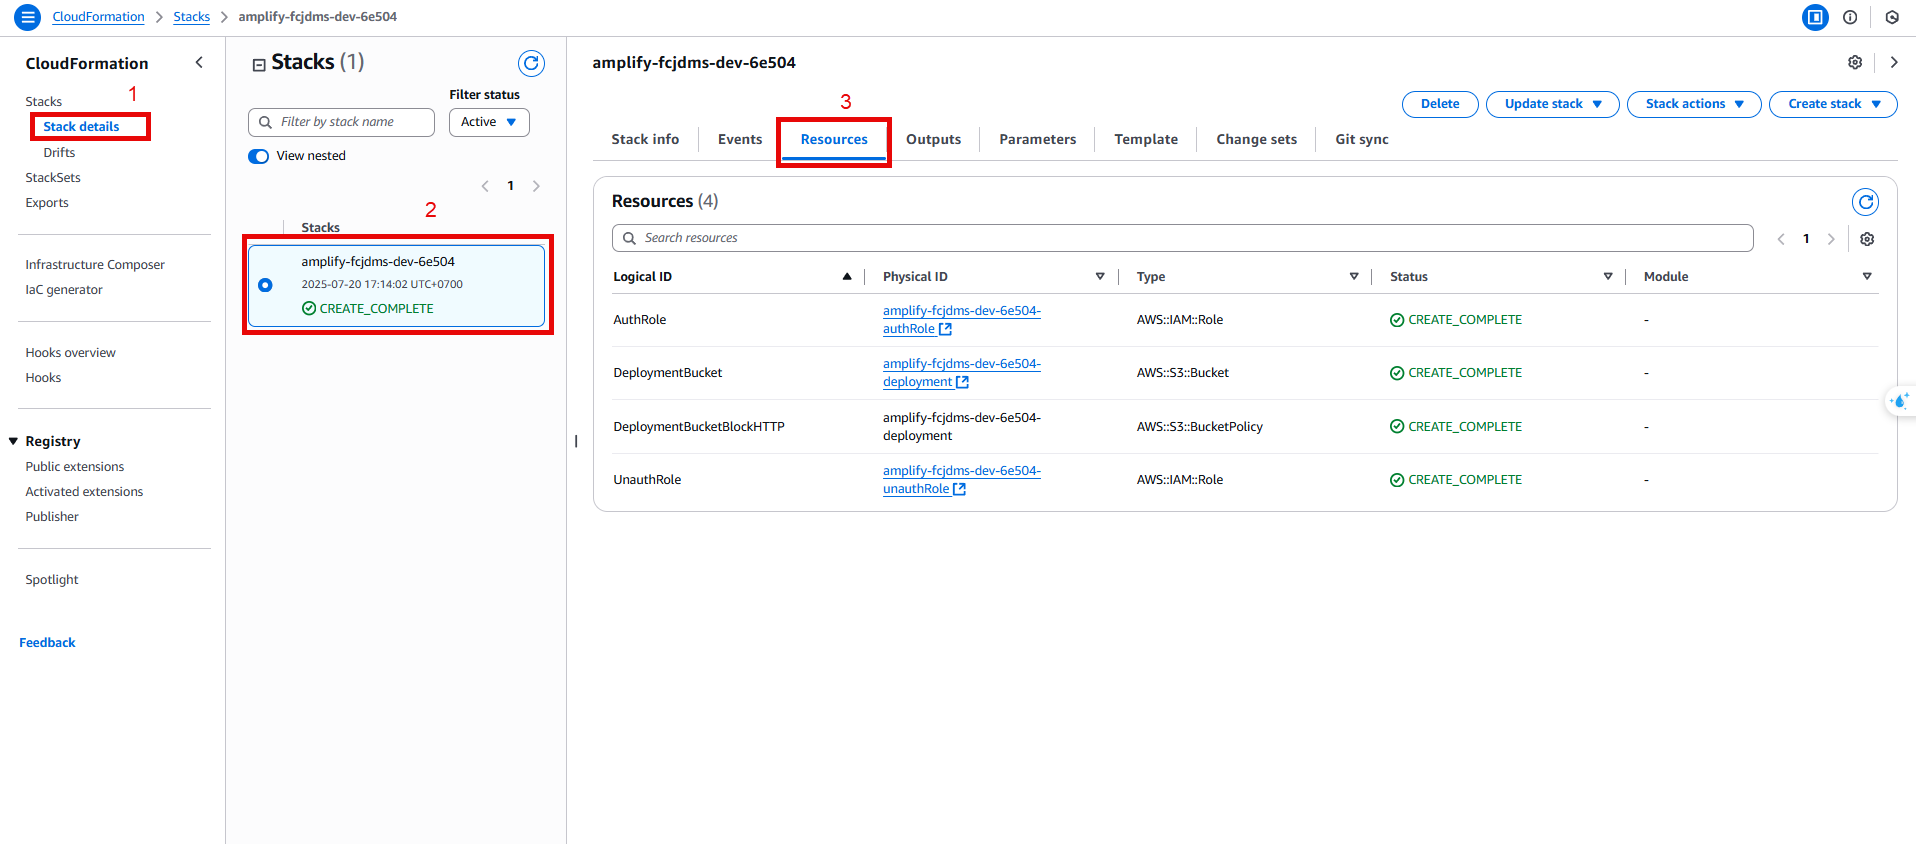 CloudFormation > Stacks > amplify-fcjdms-dev-6e504
CloudFormation
Stacks
1
Stack details
Drifts
StackSets
Exports
Infrastructure Composer
IaC generator
Hooks overview
Hooks
Registry
Public extensions
Activated extensions
Publisher
Spotlight
Feedback
Stacks (1)
Filter status
Filter by stack name
Active
View nested
1
2
Stacks
amplify-fcjdms-dev-6e504
2025-07-20 17:14:02 UTC+0700
CREATE_COMPLETE
amplify-fcjdms-dev-6e504
Delete Update stack Stack actions Create stack
3
Stack info Events Resources Outputs Parameters Template Change sets Git sync
Resources (4)
Search resources
1
Logical ID Physical ID Type Status Module
AuthRole amplify-fcjdms-dev-6e504-
authRole AWS::IAM::Role CREATE_COMPLETE -
DeploymentBucket amplify-fcjdms-dev-6e504-
deployment AWS::S3::Bucket CREATE_COMPLETE -
DeploymentBucketBlockHTTP amplify-fcjdms-dev-6e504-
deployment AWS::S3::BucketPolicy CREATE_COMPLETE -
UnauthRole amplify-fcjdms-dev-6e504-
unauthRole AWS::IAM::Role CREATE_COMPLETE -